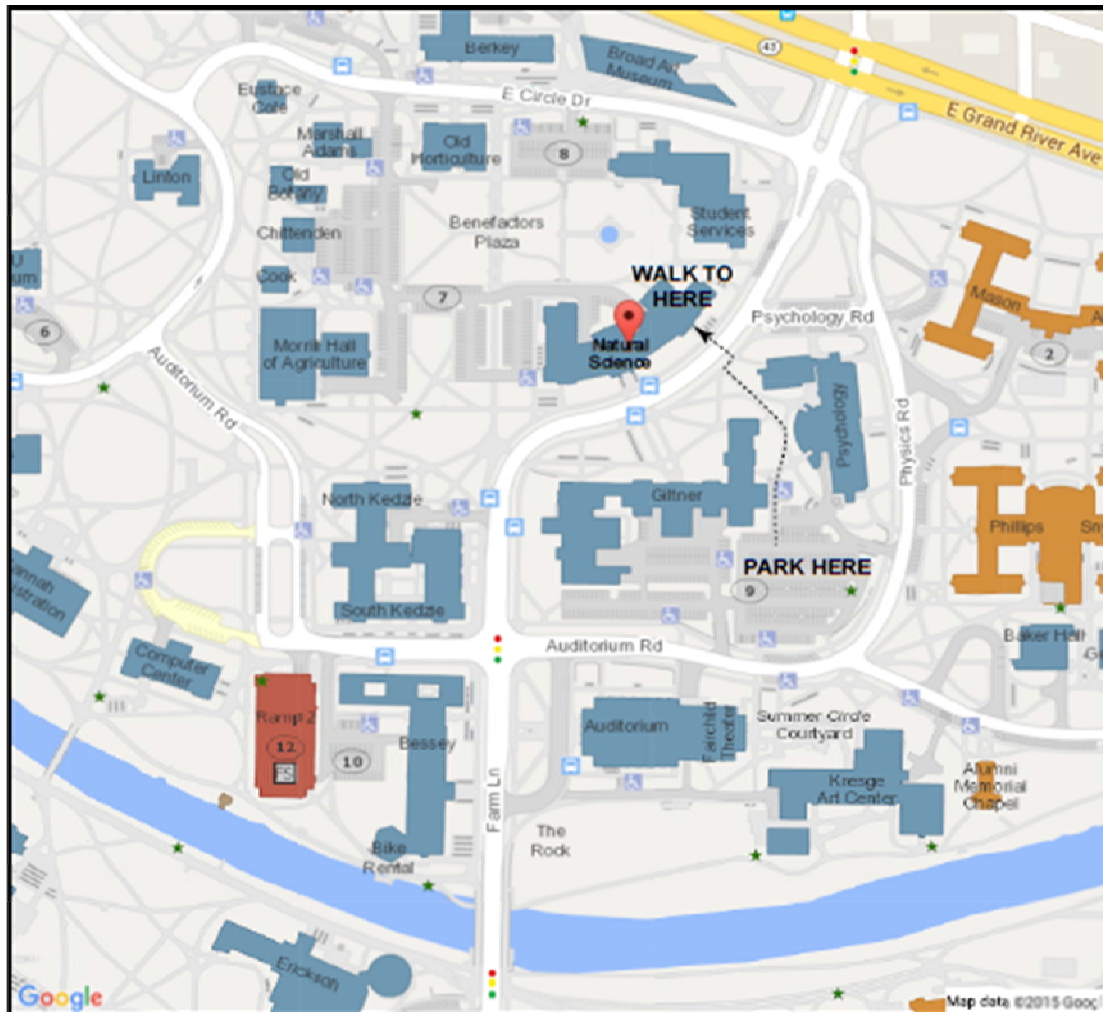 Berkey
Broad Art
Museum
43
E Grand River Ave
E Circle Dr
Eustace
Cole
Marshall
Adams
Old
Horticulture
8
Linton
Old
Botany
Student
Services
Benefactors
Plaza
Chittenden
Cook
WALK TO
HERE
7
Natural
Science
Psychology Rd
Mason
2
6
Morrill Hall
of Agriculture
Auditorium Rd
Psychology
Physics Rd
North Kedzie
Giltner
Phillips
PARK HERE
9
South Kedzie
Auditorium Rd
Computer
Center
Baker Hall
Ramp 2
12
10
Bessey
Auditorium
Fairchild
Theater
Summer Circle
Courtyard
Kresge
Art Center
Alumni
Memorial
Chapel
Farm Ln
The
Rock
Bike
Rental
Erickson
Google
Map data ©2015 Googl